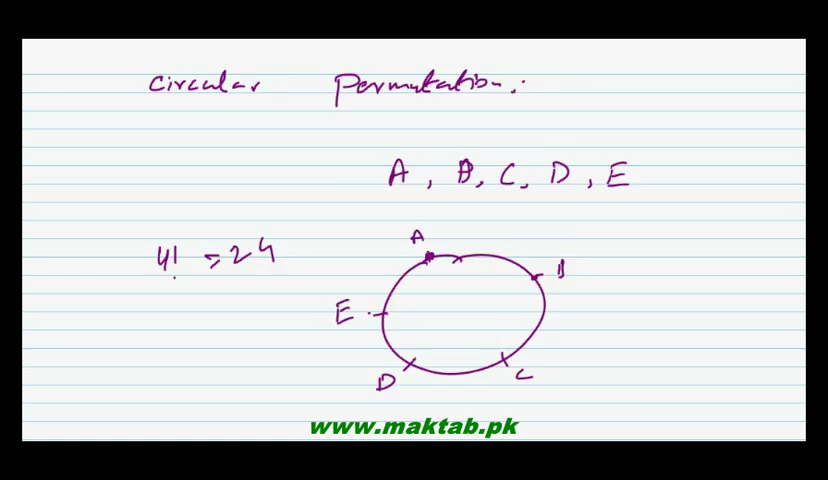 Circular Permutation:
A, B, C, D, E
A
4! = 24
B
E
D
C
www.maktab.pk